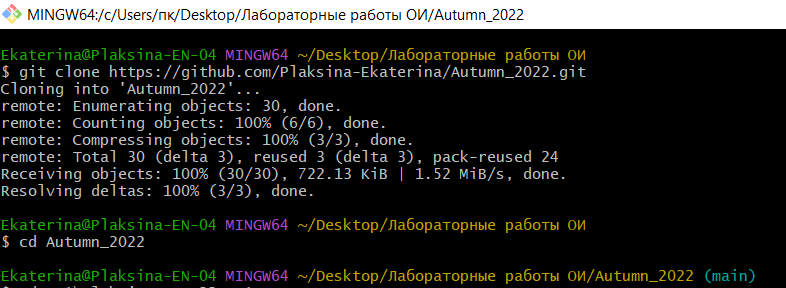 MINGW64:/c/Users/пк/Desktop/Лабораторные работы ОИ/Autumn_2022
Ekaterina@Plaksina-EN-04 MINGW64 ~/Desktop/Лабораторные работы ОИ
$ git clone https://github.com/Plaksina-Ekaterina/Autumn_2022.git
Cloning into 'Autumn_2022'...
remote: Enumerating objects: 30, done.
remote: Counting objects: 100% (6/6), done.
remote: Compressing objects: 100% (3/3), done.
remote: Total 30 (delta 3), reused 3 (delta 3), pack-reused 24
Receiving objects: 100% (30/30), 722.13 KiB | 1.52 MiB/s, done.
Resolving deltas: 100% (3/3), done.
Ekaterina@Plaksina-EN-04 MINGW64 ~/Desktop/Лабораторные работы ОИ
$ cd Autumn_2022
Ekaterina@Plaksina-EN-04 MINGW64 ~/Desktop/Лабораторные работы ОИ/Autumn_2022 (main)